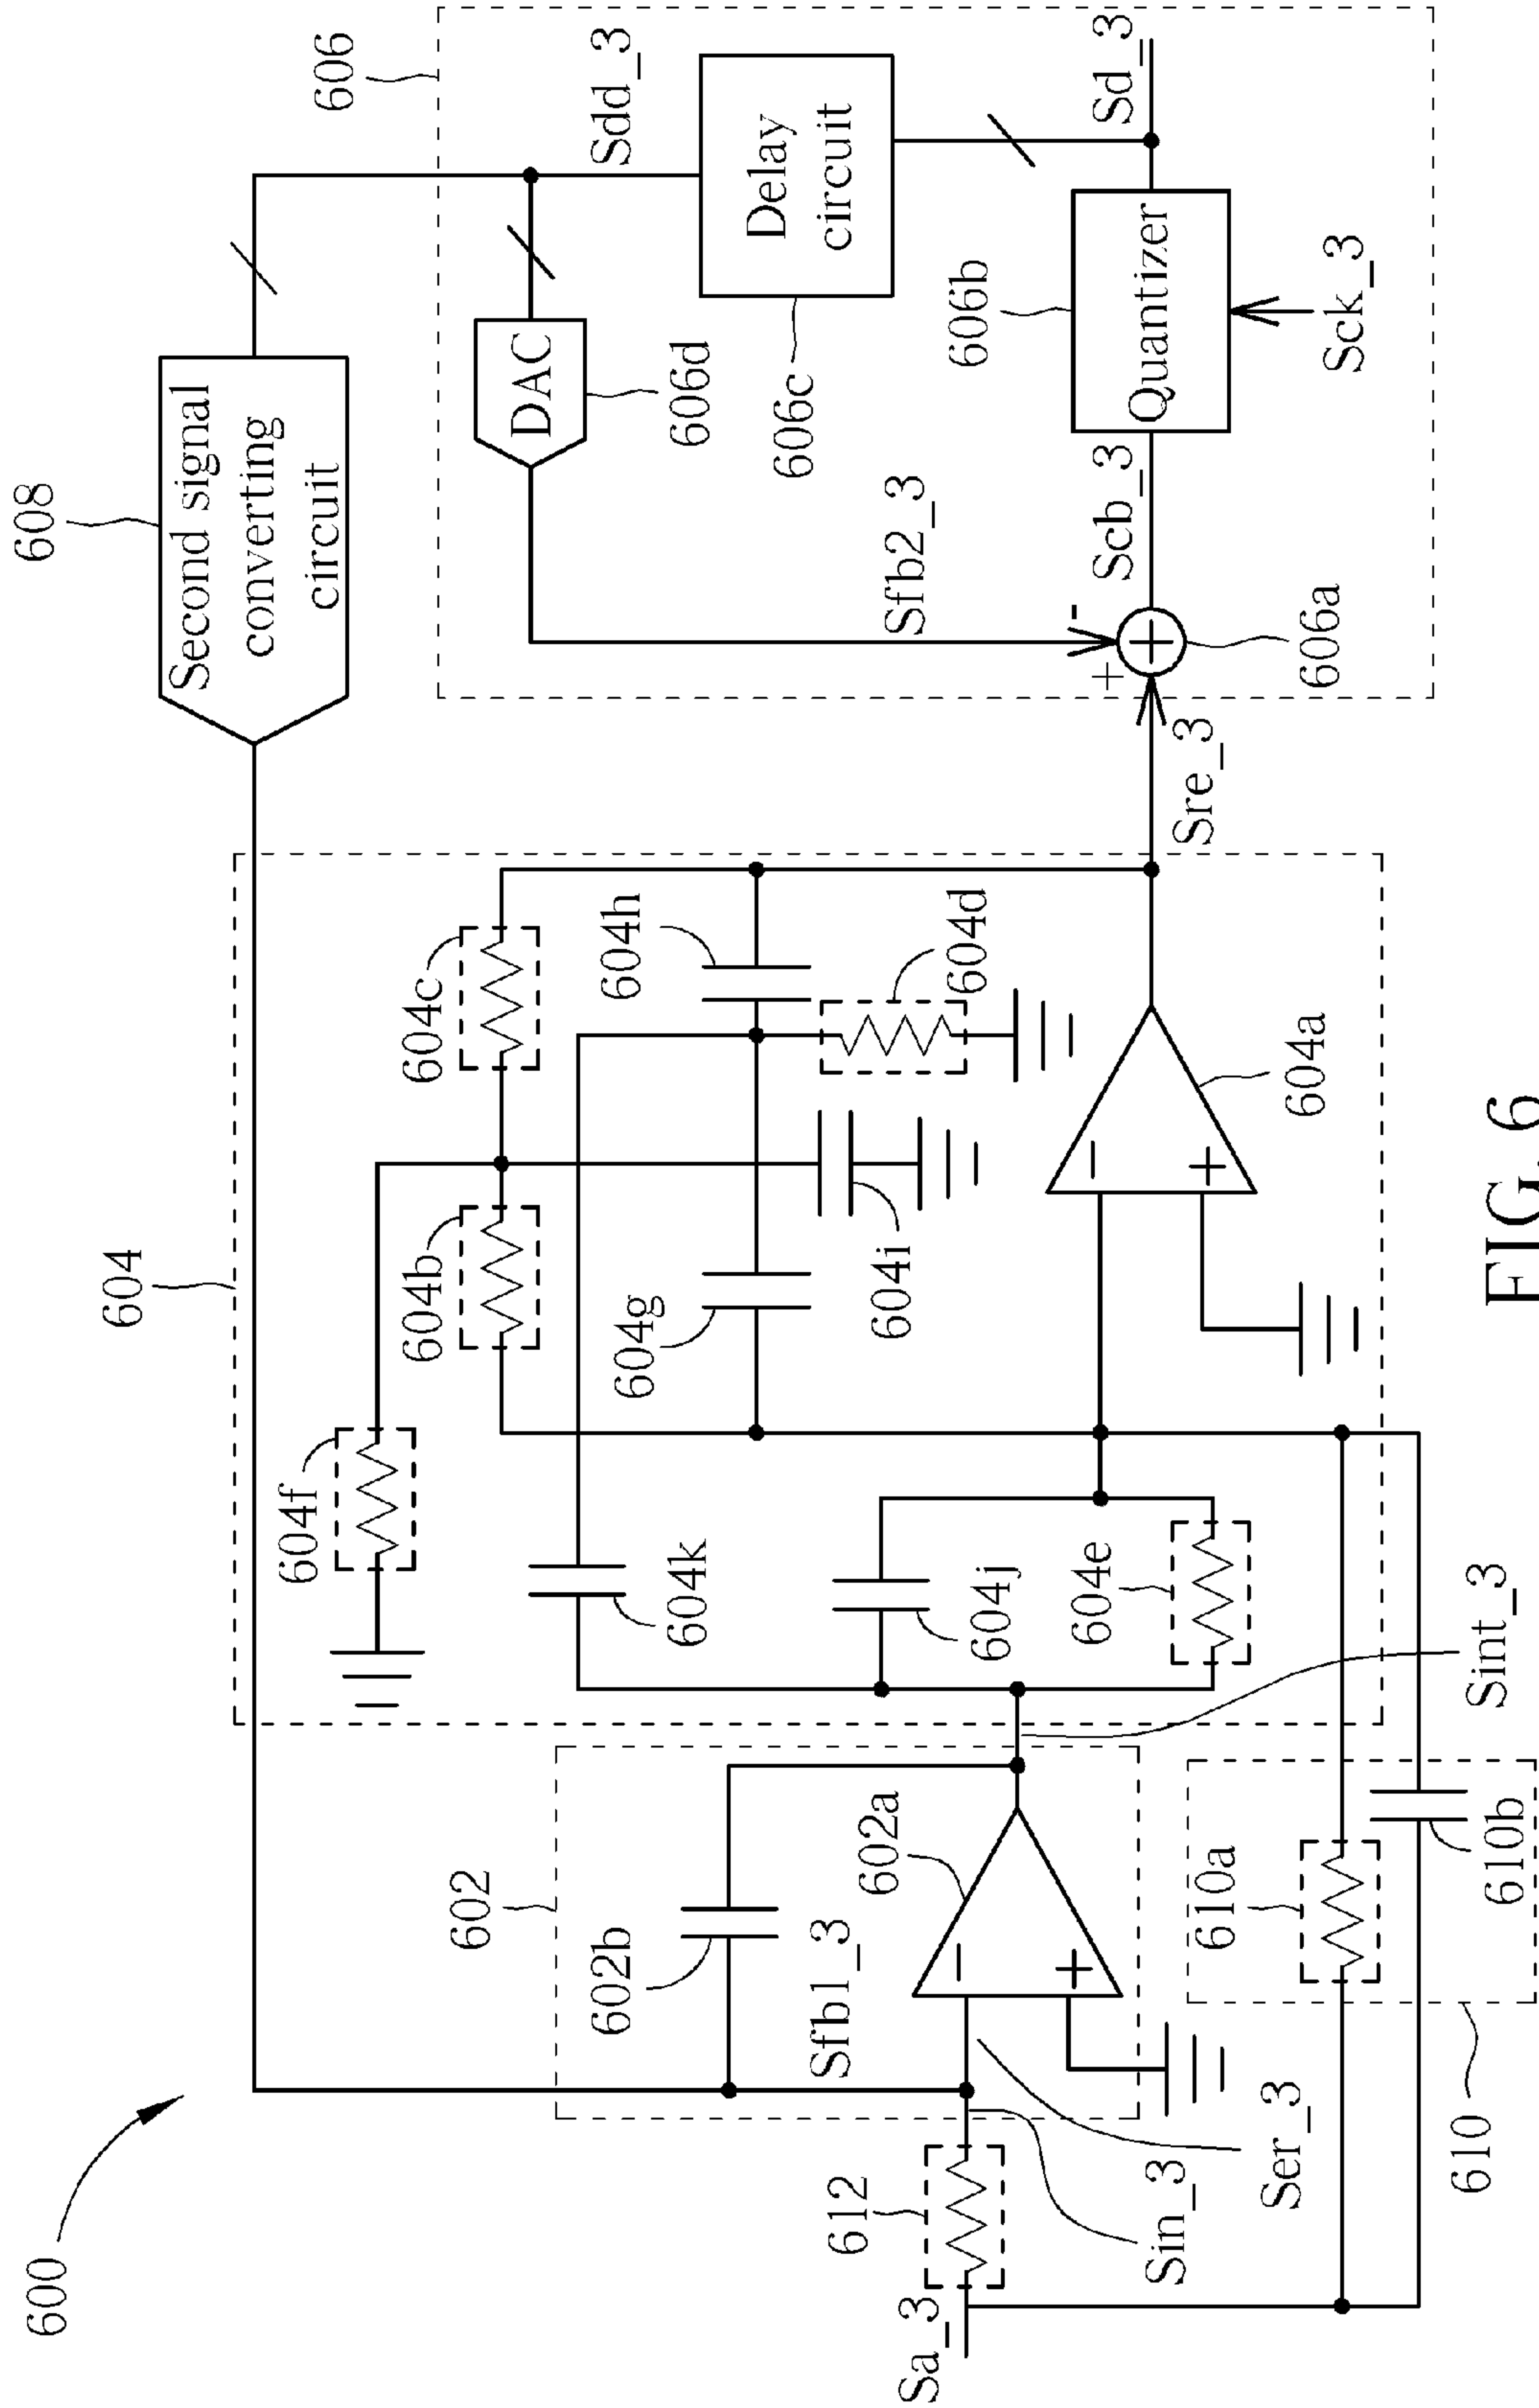 600
608
Second signal
converting
circuit
606
Sdd_3
DAC
606d
Delay
circuit
606c
Sfb2_3
606b
Quantizer
Scb_3
Sd_3
Sck_3
-
+
+
606a
Sre_3
604
604f
604b
604c
604h
604g
604d
604i
604k
604j
604e
−
+
604a
602
602b
Sfb1_3
602a
−
+
Sint_3
610a
610b
610
612
Sa_3
Sin_3
Ser_3
FIG. 6